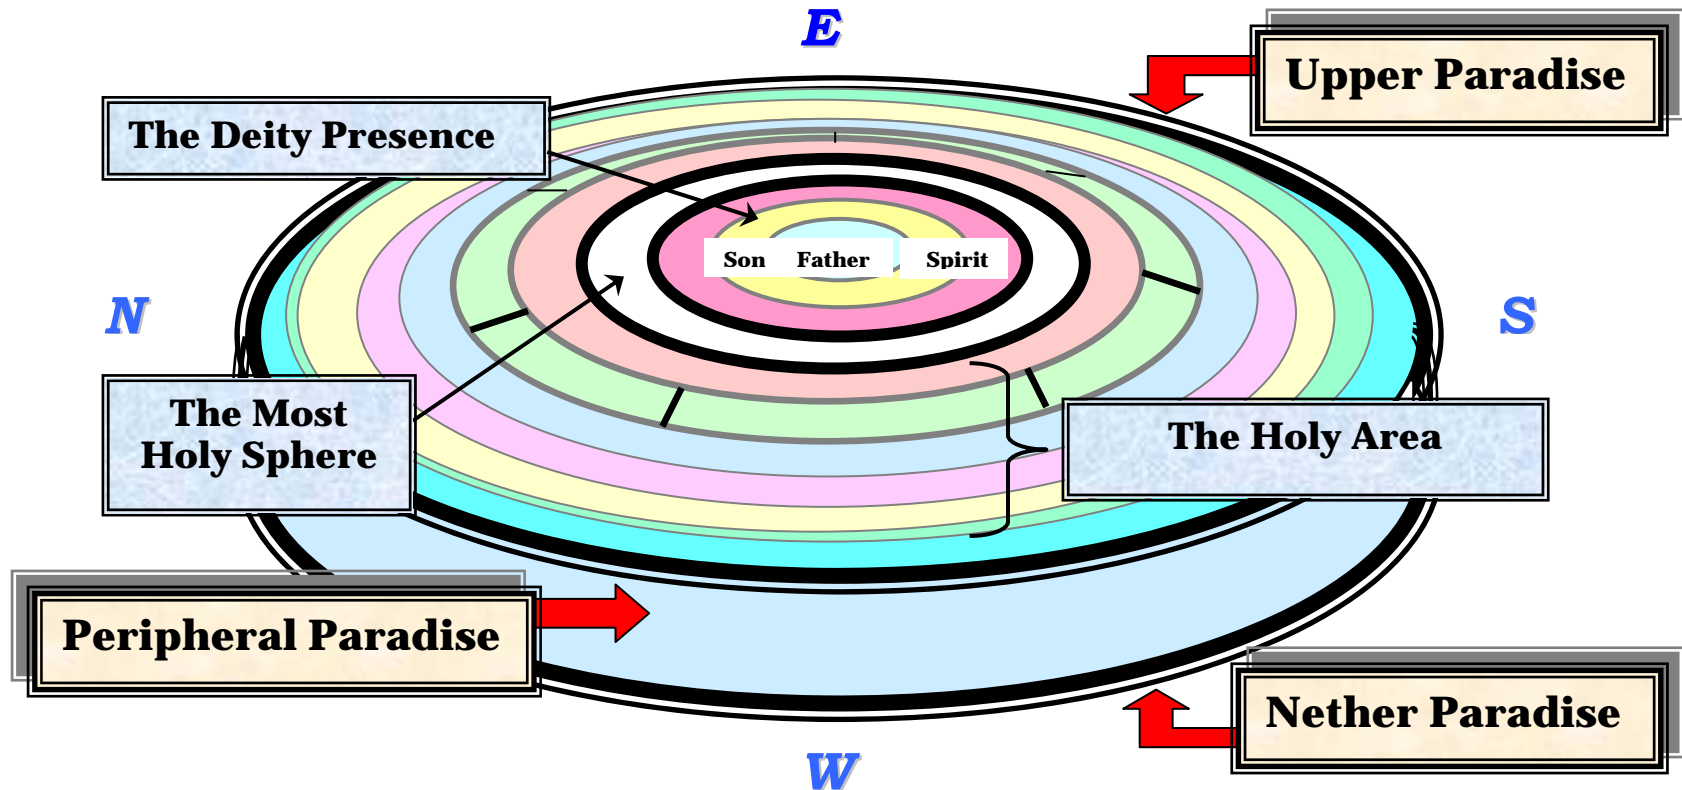 E
Upper Paradise
The Deity Presence
Son Father Spirit
N
S
The Most
Holy Sphere
The Holy Area
Peripheral Paradise
Nether Paradise
W